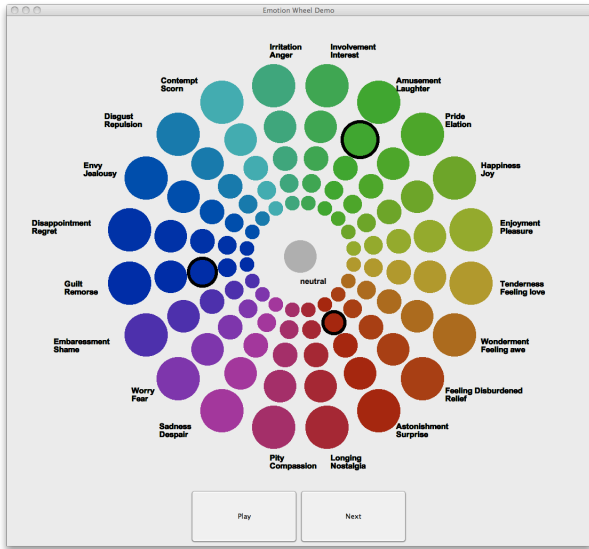 Emotion Wheel Demo
Irritation
Anger
Involvement
Interest
Contempt
Scorn
Amusement
Laughter
Disgust
Repulsion
Pride
Elation
Envy
Jealousy
Happiness
Joy
Disappointment
Regret
Enjoyment
Pleasure
neutral
Guilt
Remorse
Tenderness
Feeling love
Embaressment
Shame
Wonderment
Feeling awe
Worry
Fear
Feeling Disburdened
Relief
Sadness
Despair
Astonishment
Surprise
Pity
Compassion
Longing
Nostalgia
Play
Next